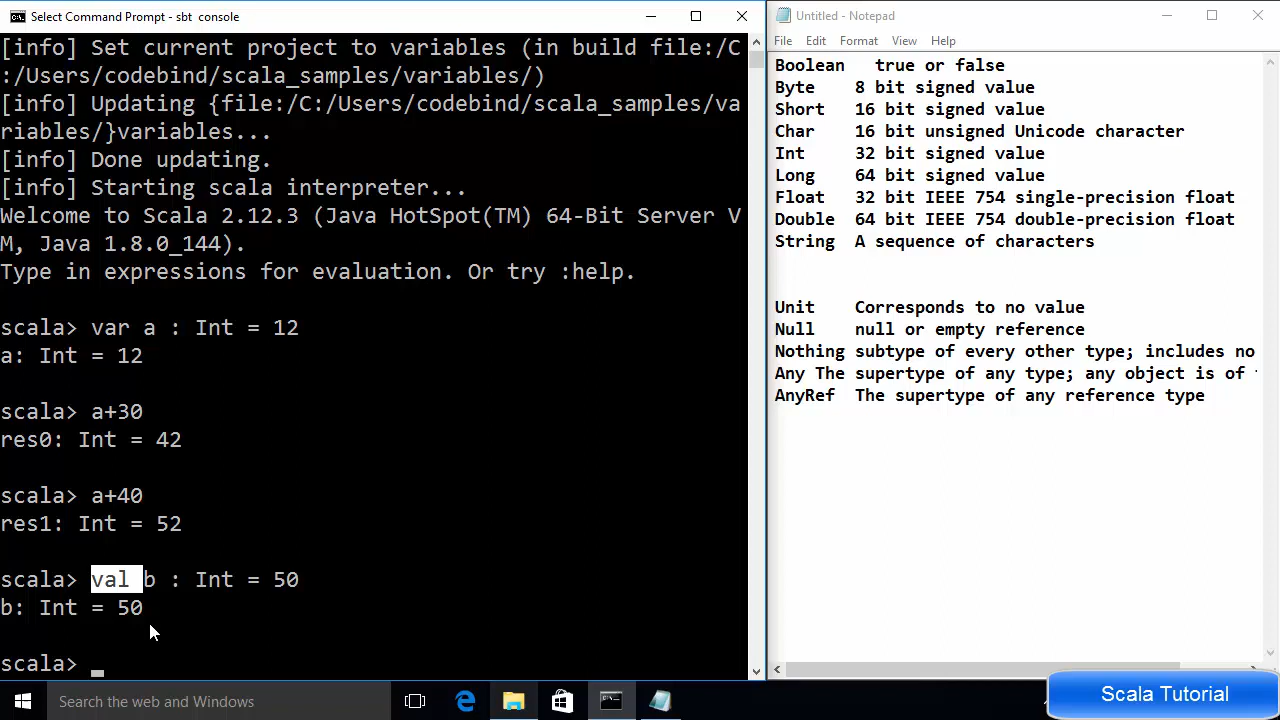 Select Command Prompt - sbt console
[info] Set current project to variables (in build file:/C
:/Users/codebind/scala_samples/variables/)
[info] Updating {file:/C:/Users/codebind/scala_samples/va
riables/}variables...
[info] Done updating.
[info] Starting scala interpreter...
Welcome to Scala 2.12.3 (Java HotSpot(TM) 64-Bit Server V
M, Java 1.8.0_144).
Type in expressions for evaluation. Or try :help.
scala> var a : Int = 12
a: Int = 12
scala> a+30
res0: Int = 42
scala> a+40
res1: Int = 52
scala> val b : Int = 50
b: Int = 50
scala>
Untitled - Notepad
File Edit Format View Help
Boolean true or false
Byte 8 bit signed value
Short 16 bit signed value
Char 16 bit unsigned Unicode character
Int 32 bit signed value
Long 64 bit signed value
Float 32 bit IEEE 754 single-precision float
Double 64 bit IEEE 754 double-precision float
String A sequence of characters
Unit Corresponds to no value
Null null or empty reference
Nothing subtype of every other type; includes no
Any The supertype of any type; any object is of
AnyRef The supertype of any reference type
Search the web and Windows
Scala Tutorial